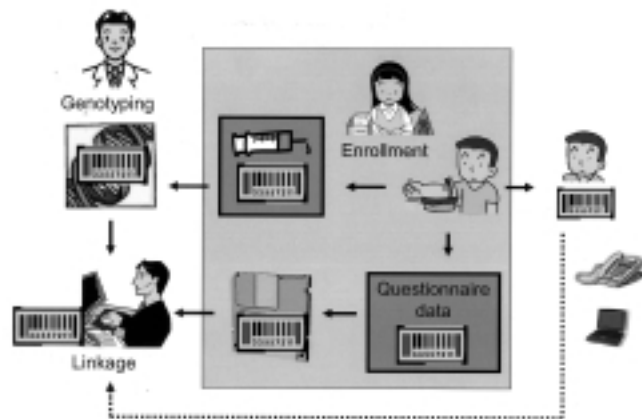 Genotyping
Enrollment
Questionnaire
data
Linkage